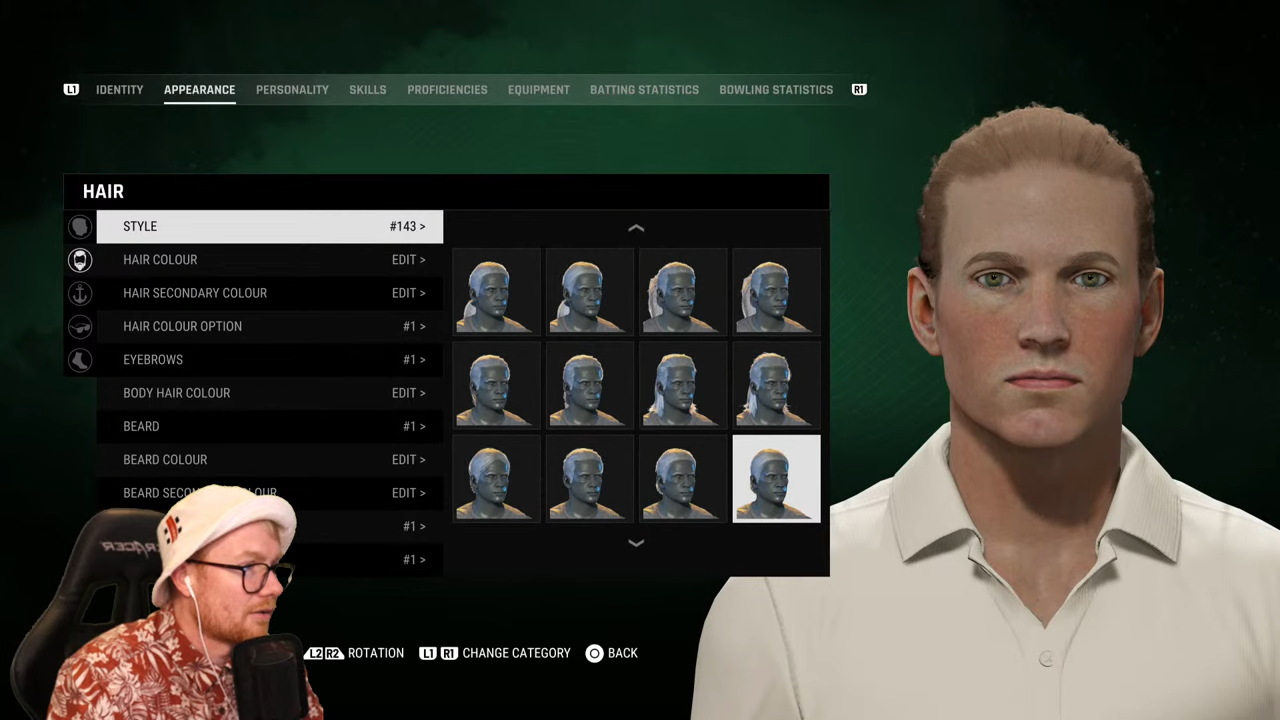 L1 IDENTITY APPEARANCE PERSONALITY SKILLS PROFICIENCIES EQUIPMENT BATTING STATISTICS BOWLING STATISTICS R1
HAIR
STYLE #143 >
HAIR COLOUR EDIT >
HAIR SECONDARY COLOUR EDIT >
HAIR COLOUR OPTION #1 >
EYEBROWS #1 >
BODY HAIR COLOUR EDIT >
BEARD #1 >
BEARD COLOUR EDIT >
BEARD EDIT >
#1 >
#1 >
L2 R2 ROTATION L1 R1 CHANGE CATEGORY BACK